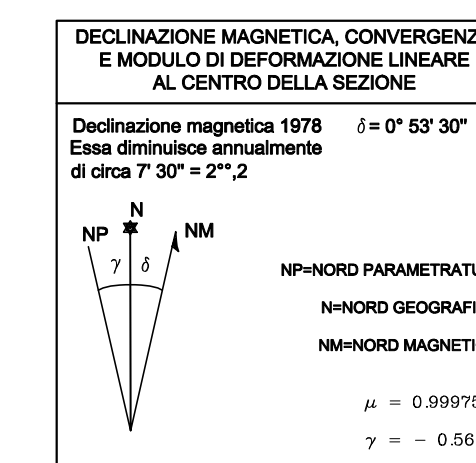 DECLINAZIONE MAGNETICA, CONVERGENZ
E MODULO DI DEFORMAZIONE LINEARE
AL CENTRO DELLA SEZIONE
Declinazione magnetica 1978 δ= 0° 53' 30"
Essa diminuisce annualmente
di circa 7' 30" = 2°°,2
N
NP NM
γ δ
NP=NORD PARAMETRATU
N=NORD GEOGRAFI
NM=NORD MAGNETI
μ = 0.99975
γ = - 0.56